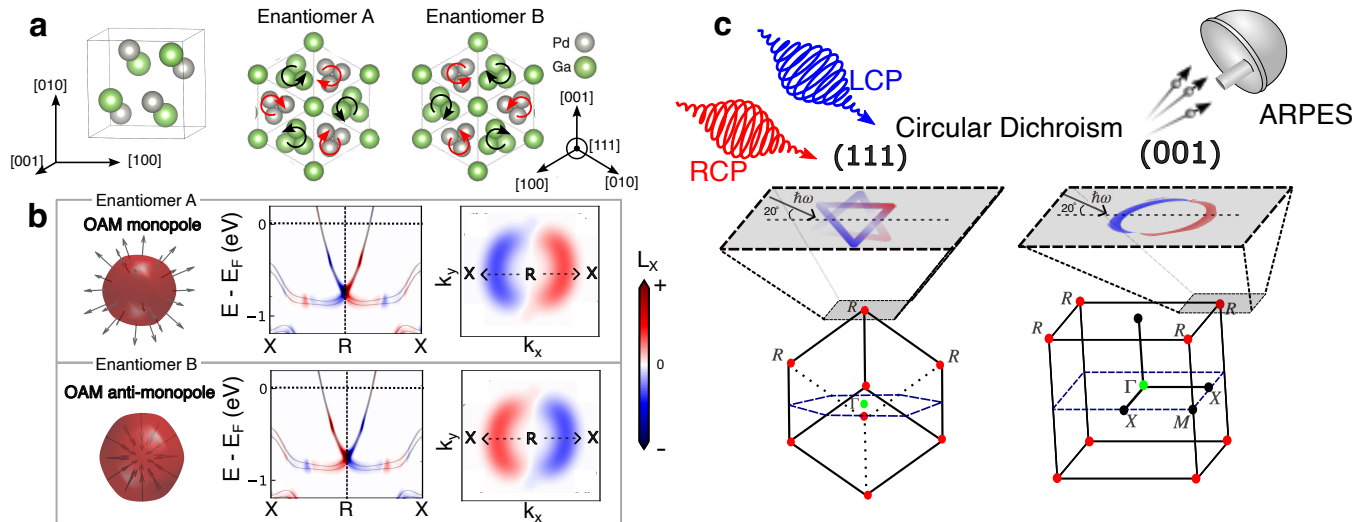 a
Enantiomer A
Enantiomer B
Pd
Ga
[010]
[001]
[100]
[001]
[111]
[100]
[010]
b
Enantiomer A
OAM monopole
E - E_F (eV)
0
−1
X R X
k_y
X R X
k_x
L_X
+
0
−
Enantiomer B
OAM anti-monopole
E - E_F (eV)
0
−1
X R X
k_y
X R X
k_x
c
LCP
RCP
Circular Dichroism
ARPES
(111)
(001)
ħω
20°
ħω
20°
R
R
R
Γ
R
R
R
R
Γ
X
X
M